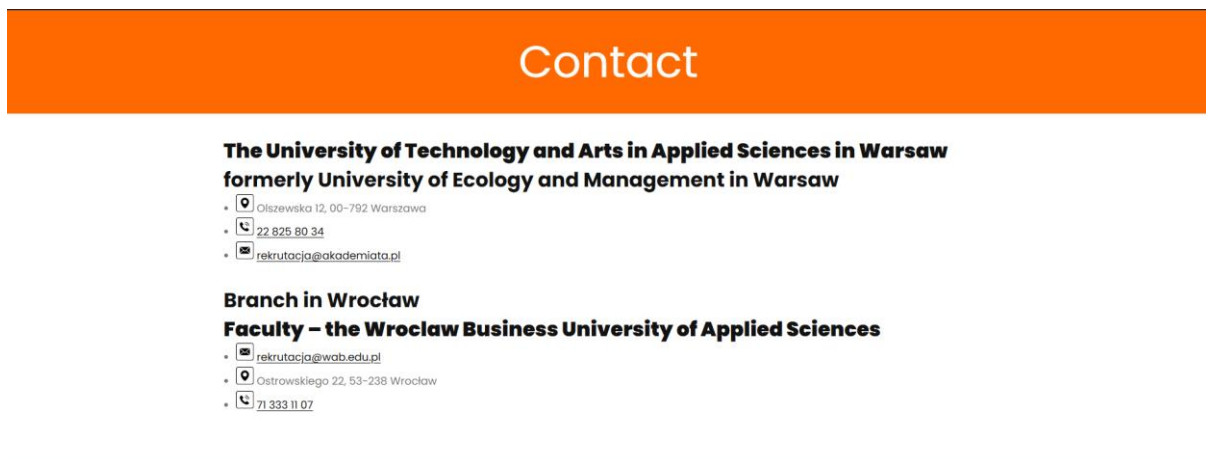 Contact
The University of Technology and Arts in Applied Sciences in Warsaw
formerly University of Ecology and Management in Warsaw
Olszewska 12, 00-792 Warszawa
22 825 80 34
rekrutacja@akademiata.pl
Branch in Wrocław
Faculty – the Wroclaw Business University of Applied Sciences
rekrutacja@wab.edu.pl
Ostrowskiego 22, 53-238 Wrocław
71 333 11 07